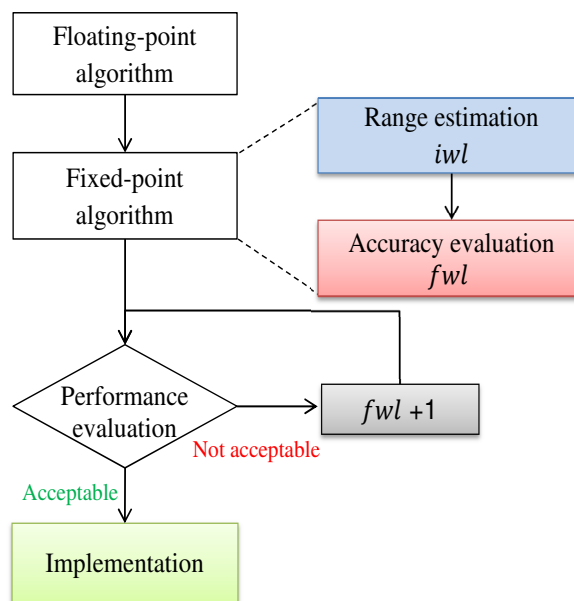 Floating-point
algorithm
Range estimation
iwl
Fixed-point
algorithm
Accuracy evaluation
fwl
Performance
evaluation
fwl +1
Not acceptable
Acceptable
Implementation